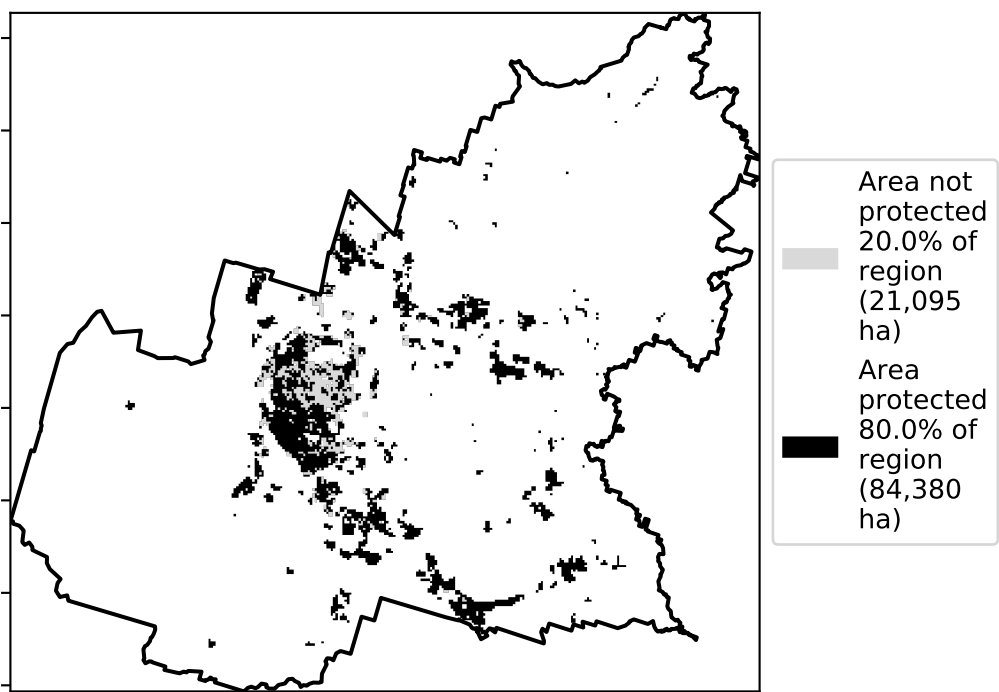 Area not
protected
20.0% of
region
(21,095
ha)
Area
protected
80.0% of
region
(84,380
ha)